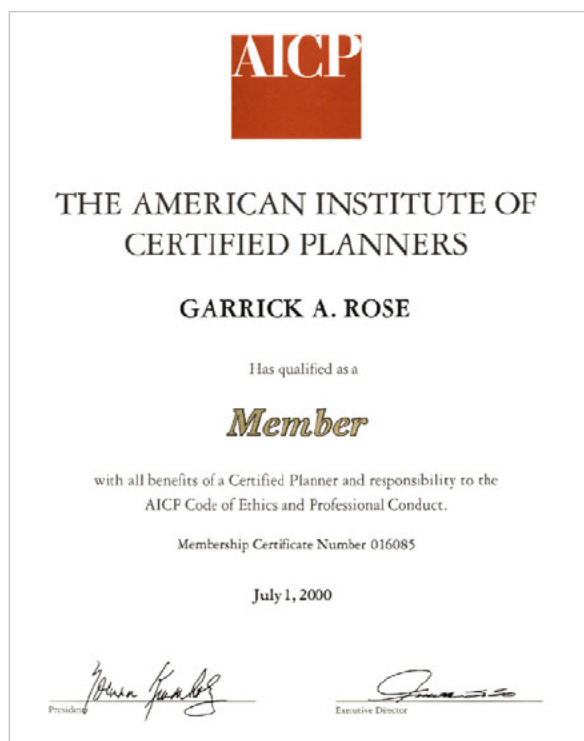 AICP
THE AMERICAN INSTITUTE OF
CERTIFIED PLANNERS
GARRICK A. ROSE
Has qualified as a
Member
with all benefits of a Certified Planner and responsibility to the
AICP Code of Ethics and Professional Conduct.
Membership Certificate Number 016085
July 1, 2000
President
Executive Director